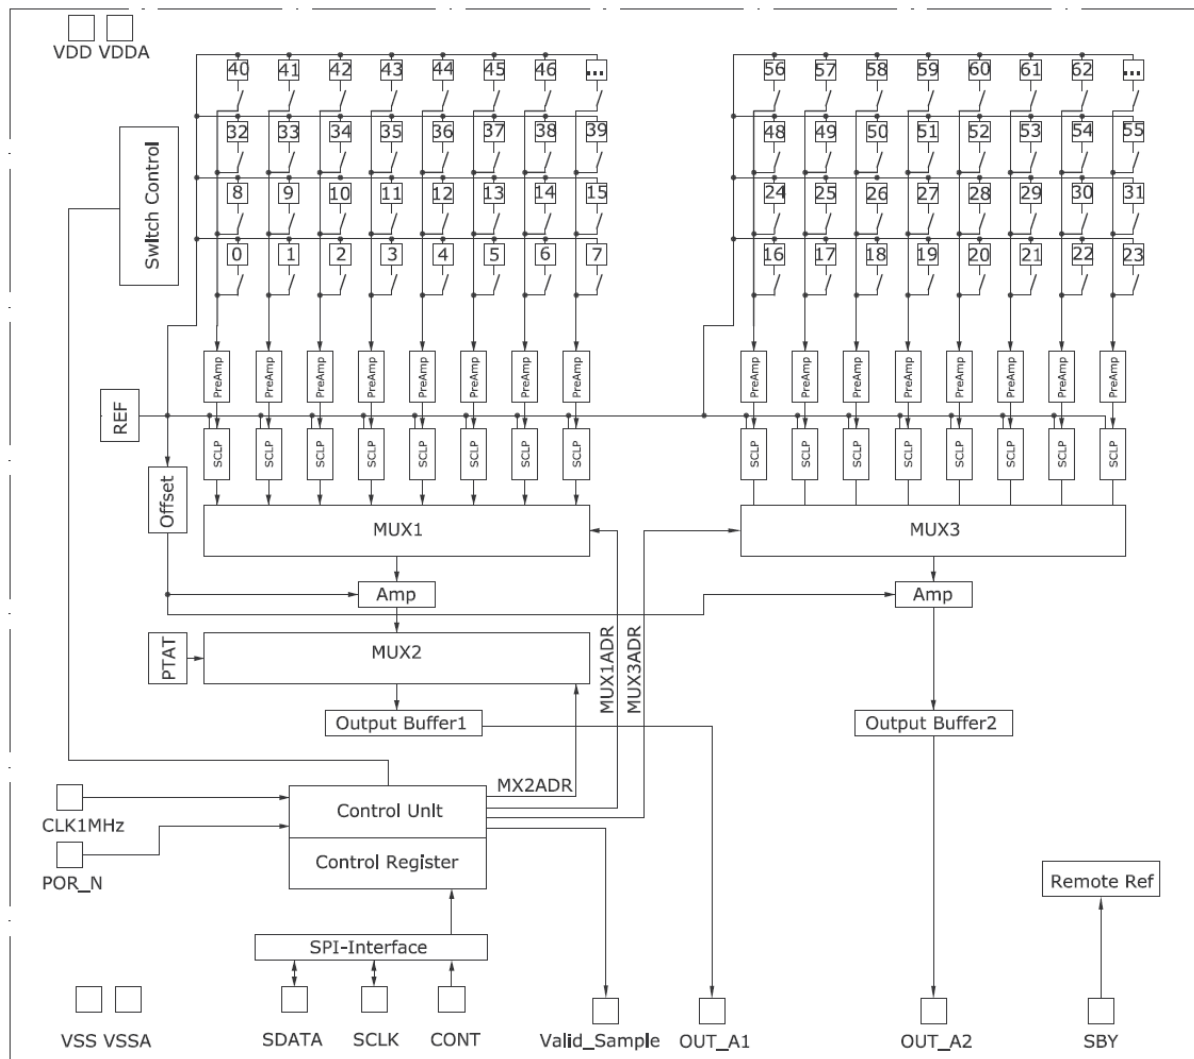 VDD VDDA
40 41 42 43 44 45 46 ...
56 57 58 59 60 61 62 ...
32 33 34 35 36 37 38 39
48 49 50 51 52 53 54 55
Switch Control
8 9 10 11 12 13 14 15
24 25 26 27 28 29 30 31
0 1 2 3 4 5 6 7
16 17 18 19 20 21 22 23
PreAmp PreAmp PreAmp PreAmp PreAmp PreAmp PreAmp PreAmp
PreAmp PreAmp PreAmp PreAmp PreAmp PreAmp PreAmp PreAmp
REF
SCLP SCLP SCLP SCLP SCLP SCLP SCLP SCLP
SCLP SCLP SCLP SCLP SCLP SCLP SCLP SCLP
Offset
MUX1
MUX3
Amp
Amp
PTAT
MUX2
MUX1ADR
MUX3ADR
Output Buffer1
Output Buffer2
MX2ADR
CLK1MHz
Control Unit
POR_N
Control Register
Remote Ref
SPI-Interface
VSS VSSA
SDATA
SCLK
CONT
Valid_Sample
OUT_A1
OUT_A2
SBY